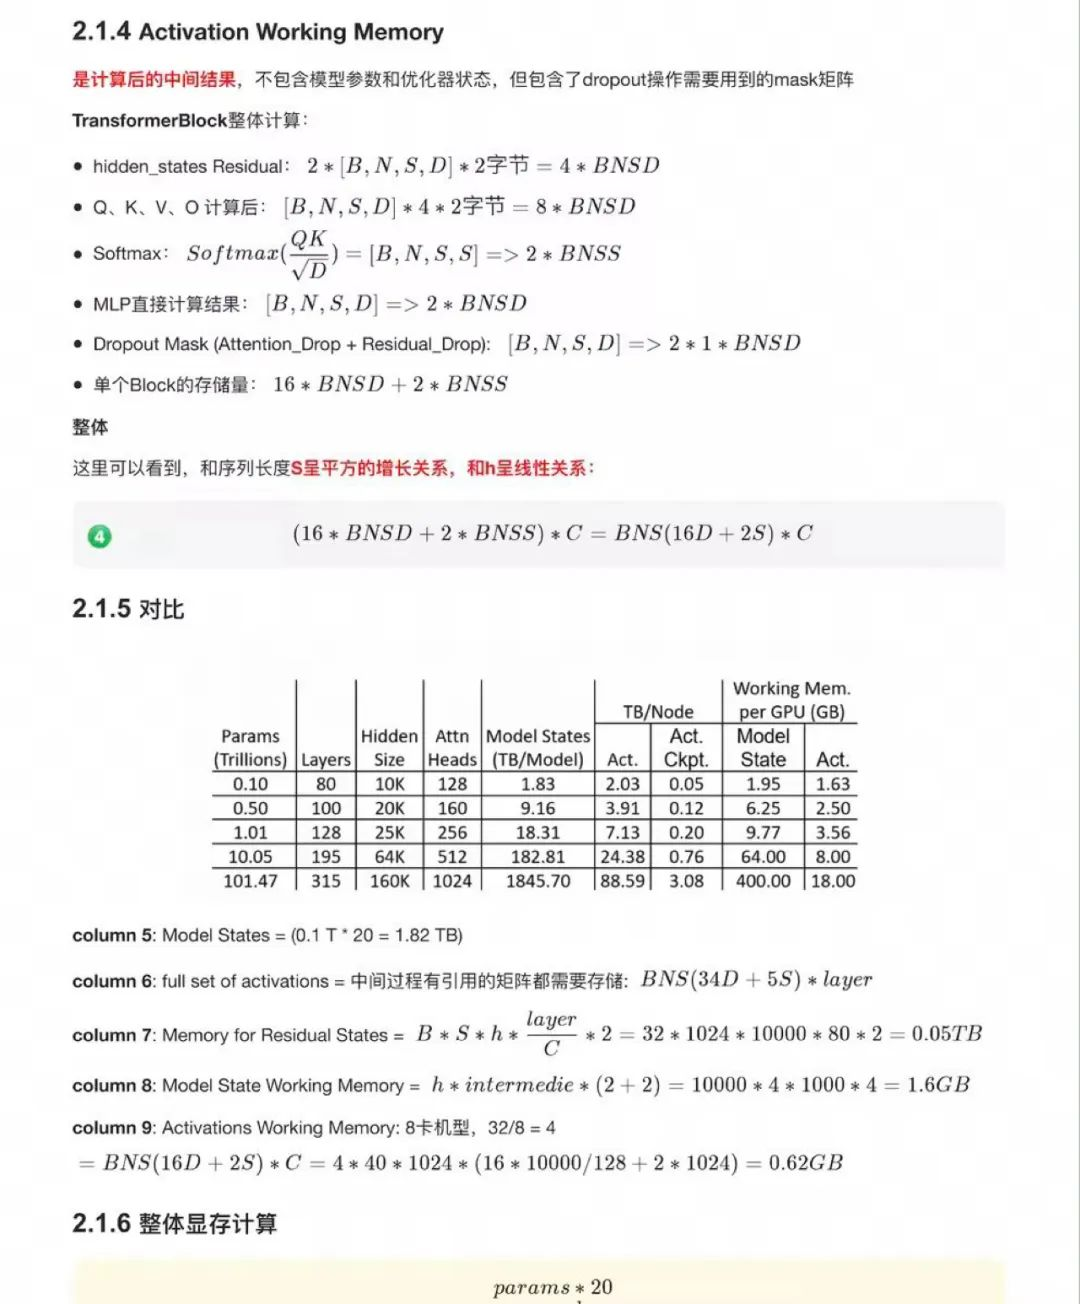 2.1.4 Activation Working Memory
是计算后的中间结果，不包含模型参数和优化器状态，但包含了dropout操作需要用到的mask矩阵
TransformerBlock整体计算：
• hidden_states Residual： 2 * [B, N, S, D] * 2字节 = 4 * BNSD
• Q、K、V、O 计算后： [B, N, S, D] * 4 * 2字节 = 8 * BNSD
• Softmax： Softmax(QK/√D) = [B, N, S, S] => 2 * BNSS
• MLP直接计算结果： [B, N, S, D] => 2 * BNSD
• Dropout Mask (Attention_Drop + Residual_Drop): [B, N, S, D] => 2 * 1 * BNSD
• 单个Block的存储量： 16 * BNSD + 2 * BNSS
整体
这里可以看到，和序列长度S呈平方的增长关系，和h呈线性关系：
4 (16 * BNSD + 2 * BNSS) * C = BNS(16D + 2S) * C
2.1.5 对比
Params (Trillions) Layers Hidden Size Attn Heads Model States (TB/Model) TB/Node Act. Act. Ckpt. Working Mem. per GPU (GB) Model State Act.
0.10 80 10K 128 1.83 2.03 0.05 1.95 1.63
0.50 100 20K 160 9.16 3.91 0.12 6.25 2.50
1.01 128 25K 256 18.31 7.13 0.20 9.77 3.56
10.05 195 64K 512 182.81 24.38 0.76 64.00 8.00
101.47 315 160K 1024 1845.70 88.59 3.08 400.00 18.00
column 5: Model States = (0.1 T * 20 = 1.82 TB)
column 6: full set of activations = 中间过程有引用的矩阵都需要存储: BNS(34D + 5S) * layer
column 7: Memory for Residual States = B * S * h * layer/C * 2 = 32 * 1024 * 10000 * 80 * 2 = 0.05TB
column 8: Model State Working Memory = h * intermedie * (2 + 2) = 10000 * 4 * 1000 * 4 = 1.6GB
column 9: Activations Working Memory: 8卡机型，32/8 = 4
= BNS(16D + 2S) * C = 4 * 40 * 1024 * (16 * 10000/128 + 2 * 1024) = 0.62GB
2.1.6 整体显存计算
params * 20